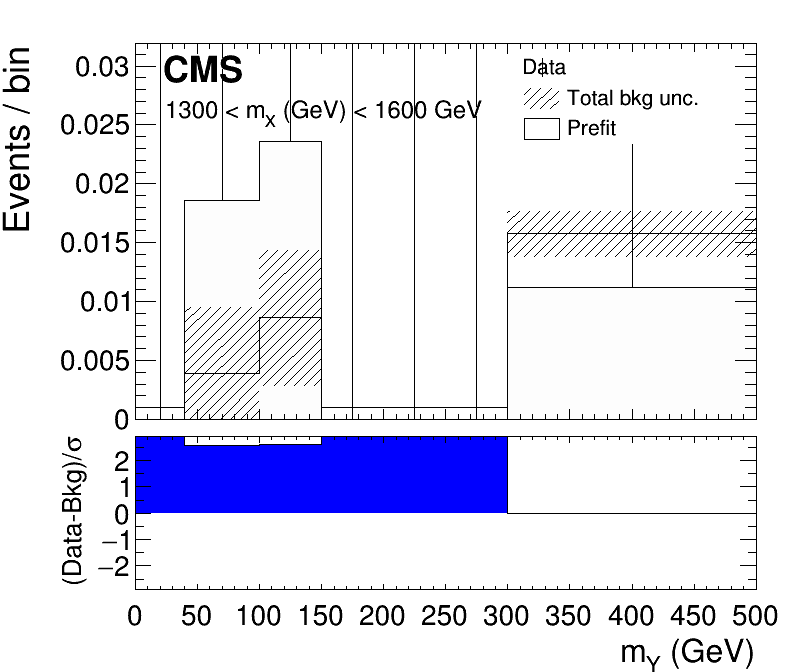 Events / bin
0.03
0.025
0.02
0.015
0.01
0.005
0
CMS
1300 < mX (GeV) < 1600 GeV
Data
Total bkg unc.
Prefit
(Data-Bkg)/σ
2
1
0
−1
−2
0 50 100 150 200 250 300 350 400 450 500
mY (GeV)